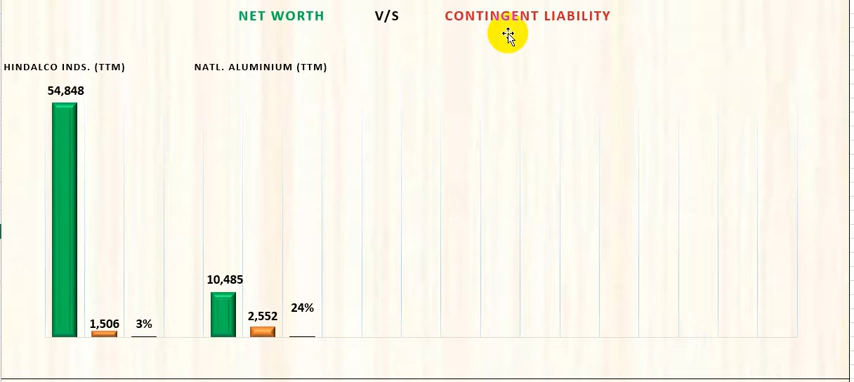 NET WORTH V/S CONTINGENT LIABILITY
HINDALCO INDS. (TTM) NATL. ALUMINIUM (TTM)
54,848
10,485
24%
2,552
1,506 3%